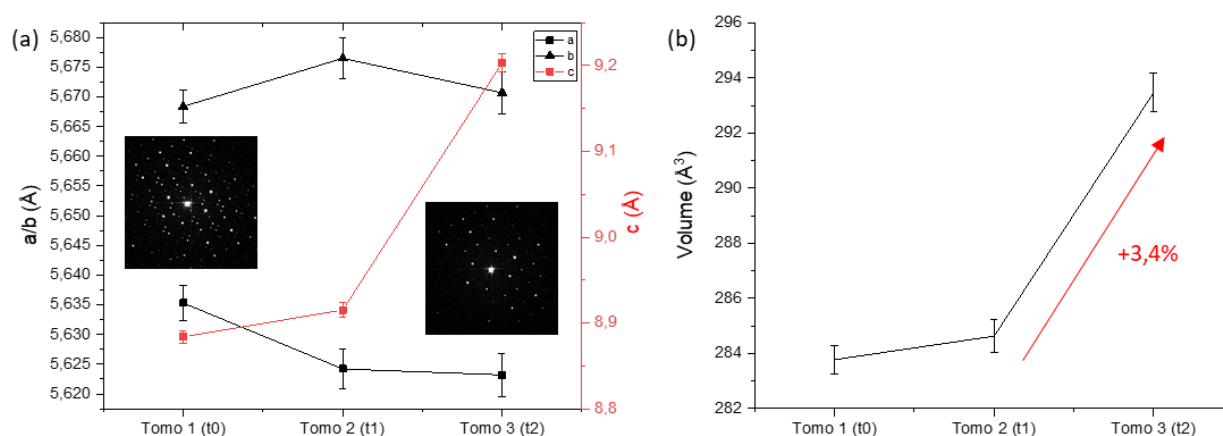 (a)
5,680
5,675
5,670
5,665
5,660
5,655
5,650
5,645
5,640
5,635
5,630
5,625
5,620
a/b (Å)
a
b
c
9,2
9,1
9,0
8,9
8,8
c (Å)
Tomo 1 (t0)
Tomo 2 (t1)
Tomo 3 (t2)
(b)
296
294
292
290
288
286
284
282
Volume (Å³)
+3,4%
Tomo 1 (t0)
Tomo 2 (t1)
Tomo 3 (t2)